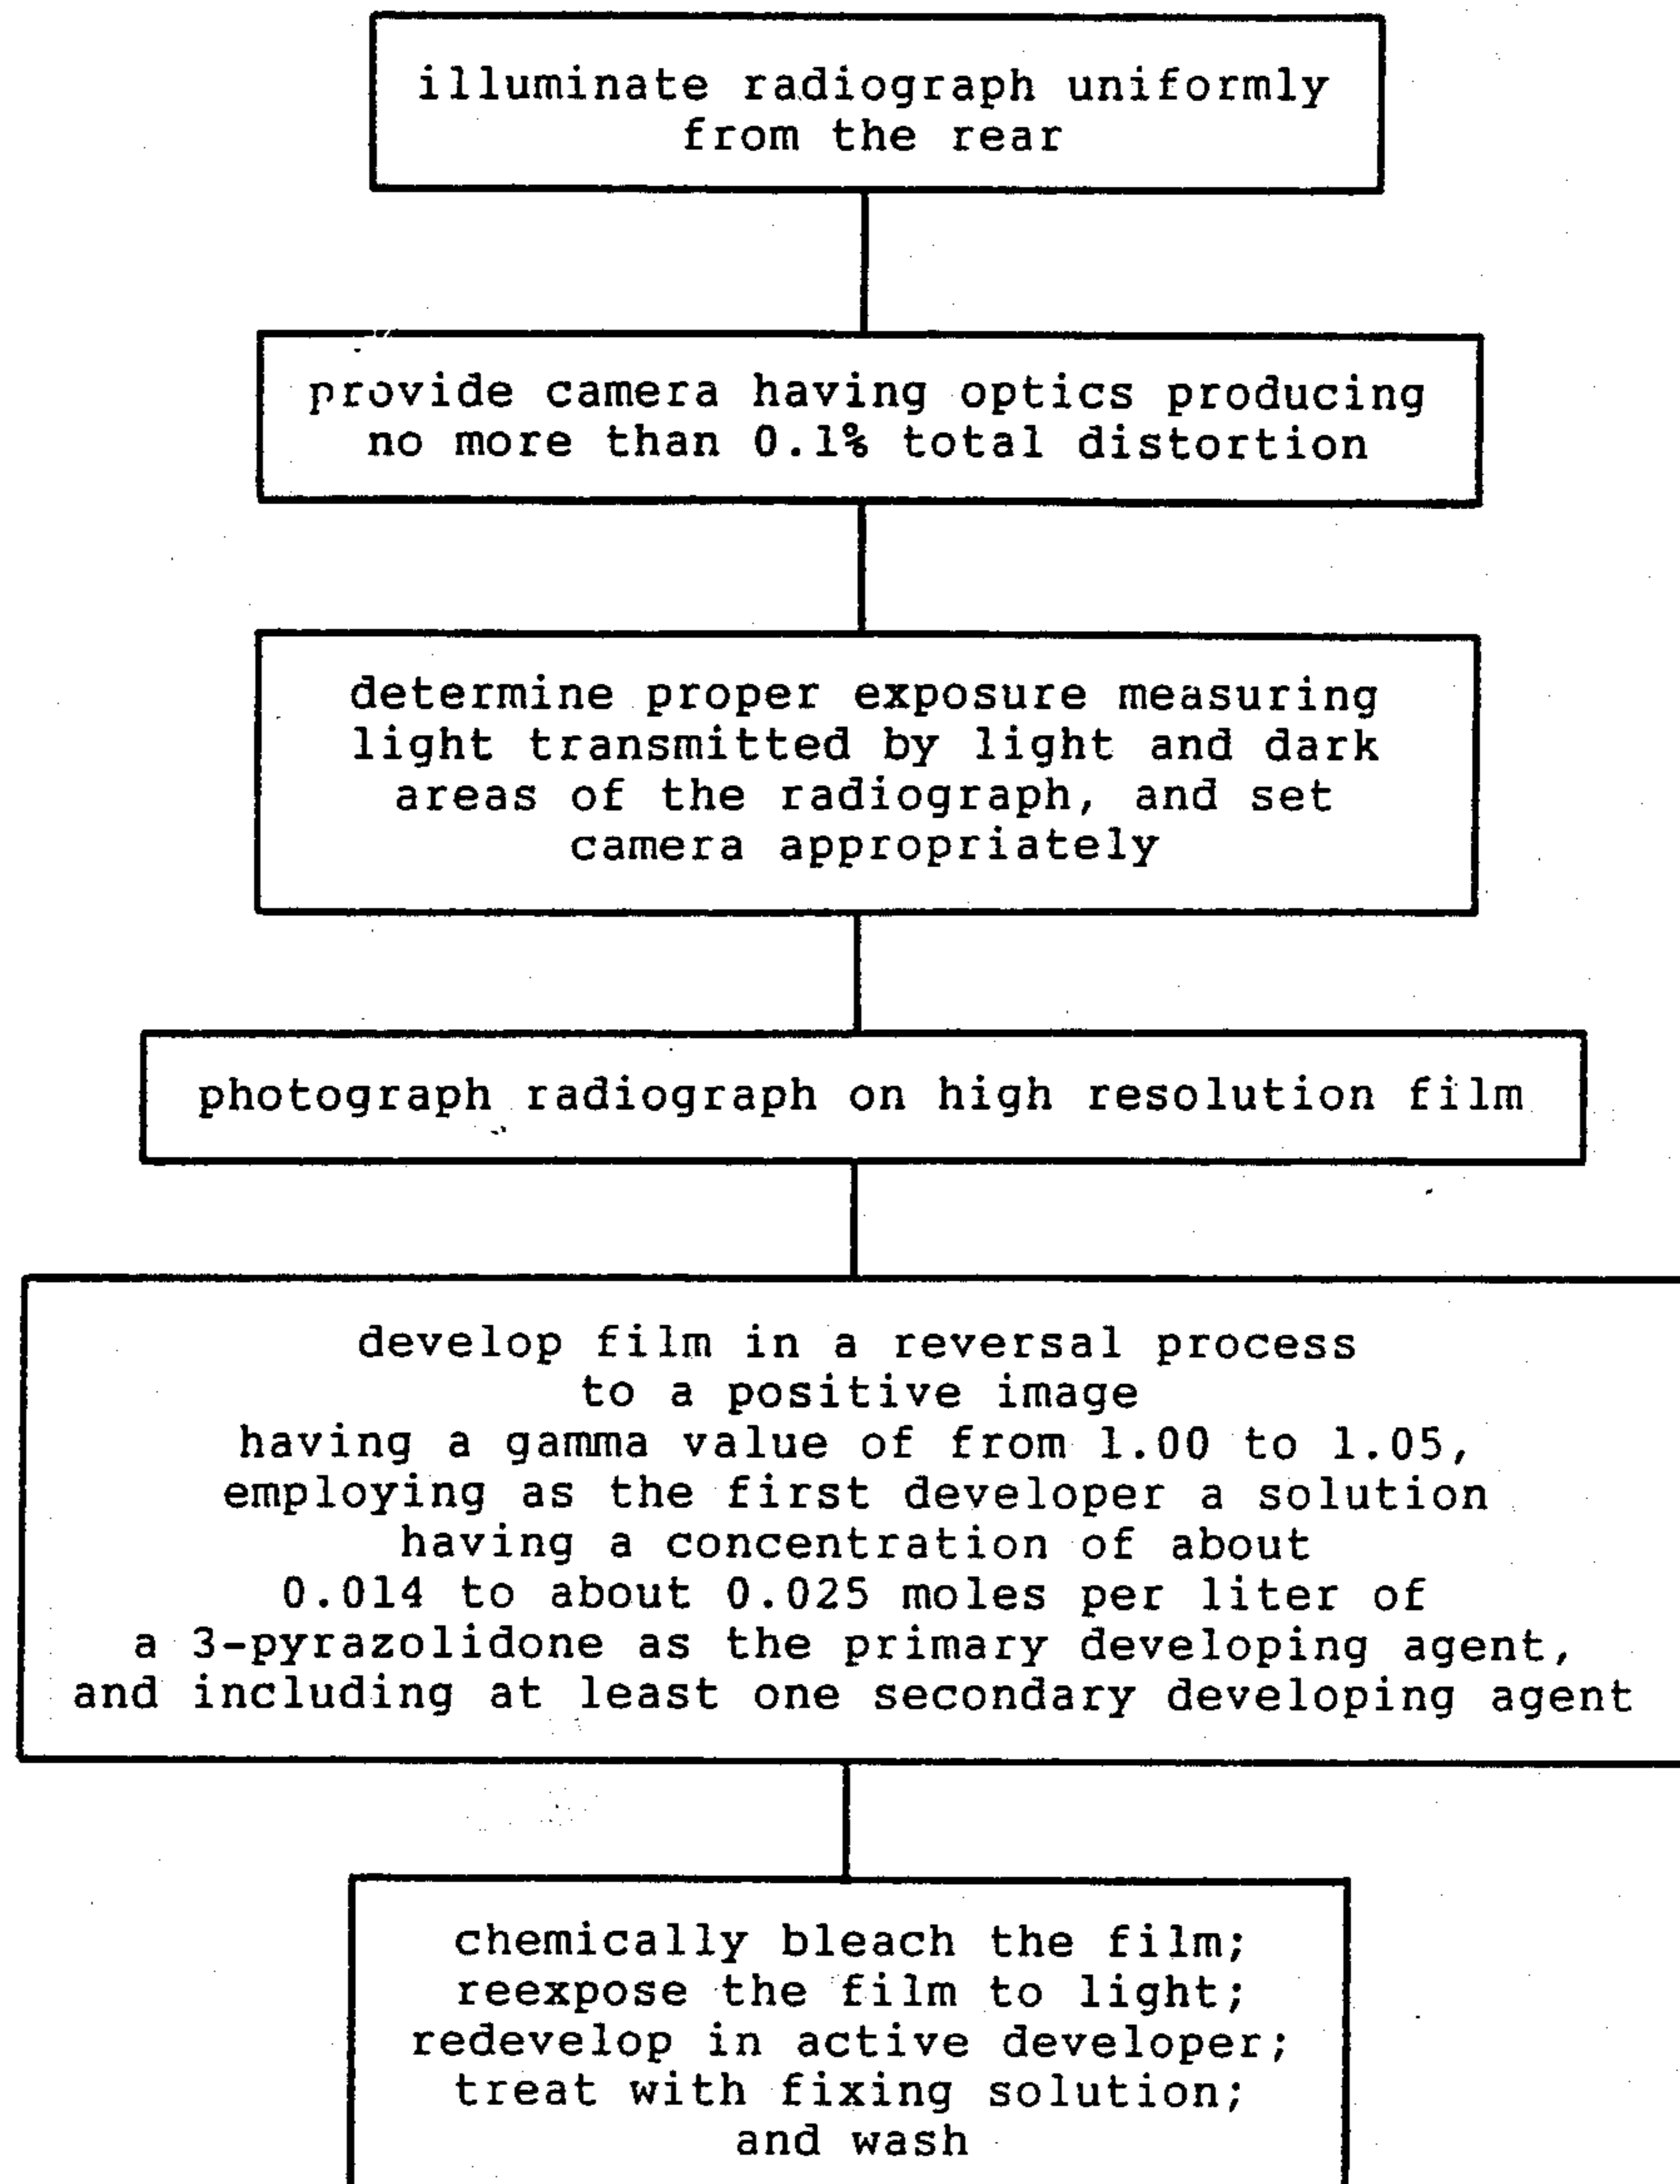 illuminate radiograph uniformly
from the rear
provide camera having optics producing
no more than 0.1% total distortion
determine proper exposure measuring
light transmitted by light and dark
areas of the radiograph, and set
camera appropriately
photograph radiograph on high resolution film
develop film in a reversal process
to a positive image
having a gamma value of from 1.00 to 1.05,
employing as the first developer a solution
having a concentration of about
0.014 to about 0.025 moles per liter of
a 3-pyrazolidone as the primary developing agent,
and including at least one secondary developing agent
chemically bleach the film;
reexpose the film to light;
redevelop in active developer;
treat with fixing solution;
and wash